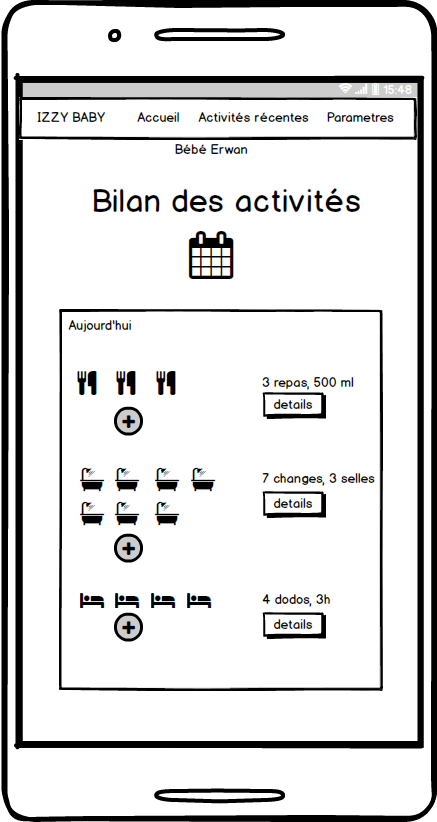 15:48
IZZY BABY Accueil Activités récentes Parametres
Bébé Erwan
Bilan des activités
Aujourd'hui
3 repas, 500 ml
details
7 changes, 3 selles
details
4 dodos, 3h
details